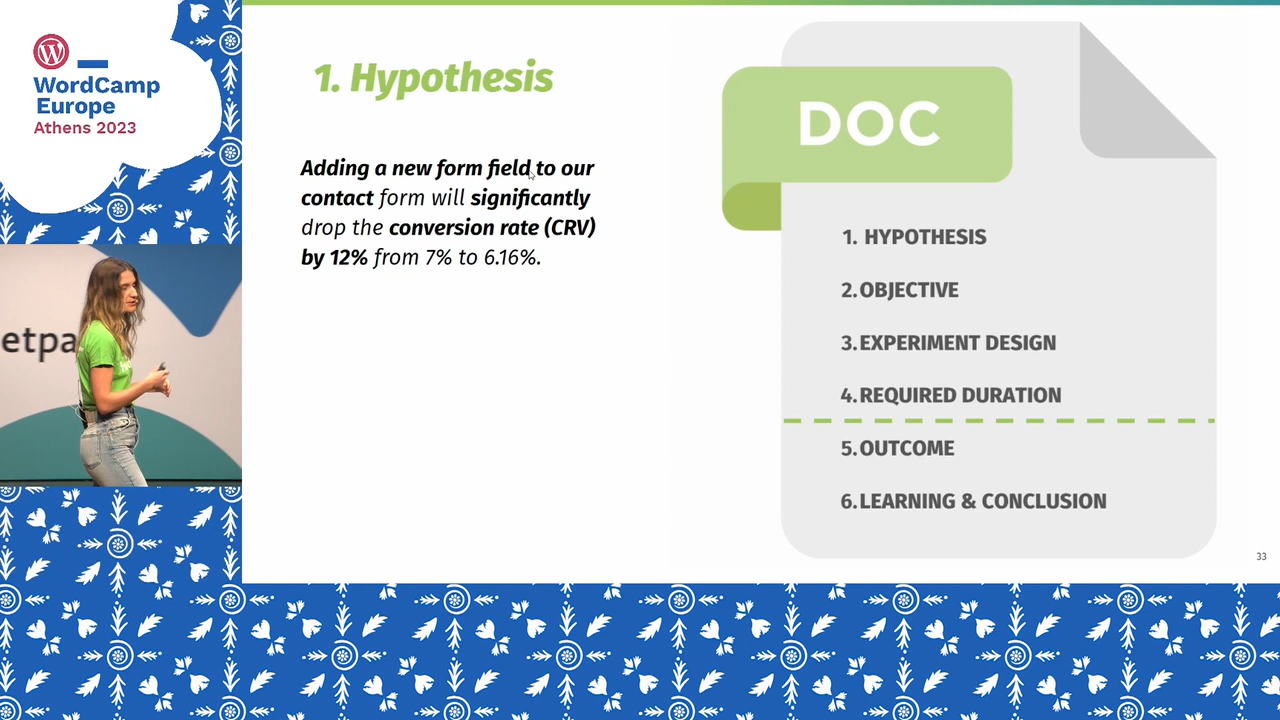 WordCamp
Europe
Athens 2023
etpa
1. Hypothesis
Adding a new form field to our
contact form will significantly
drop the conversion rate (CRV)
by 12% from 7% to 6.16%.
DOC
1. HYPOTHESIS
2.OBJECTIVE
3.EXPERIMENT DESIGN
4.REQUIRED DURATION
5.OUTCOME
6.LEARNING & CONCLUSION
33